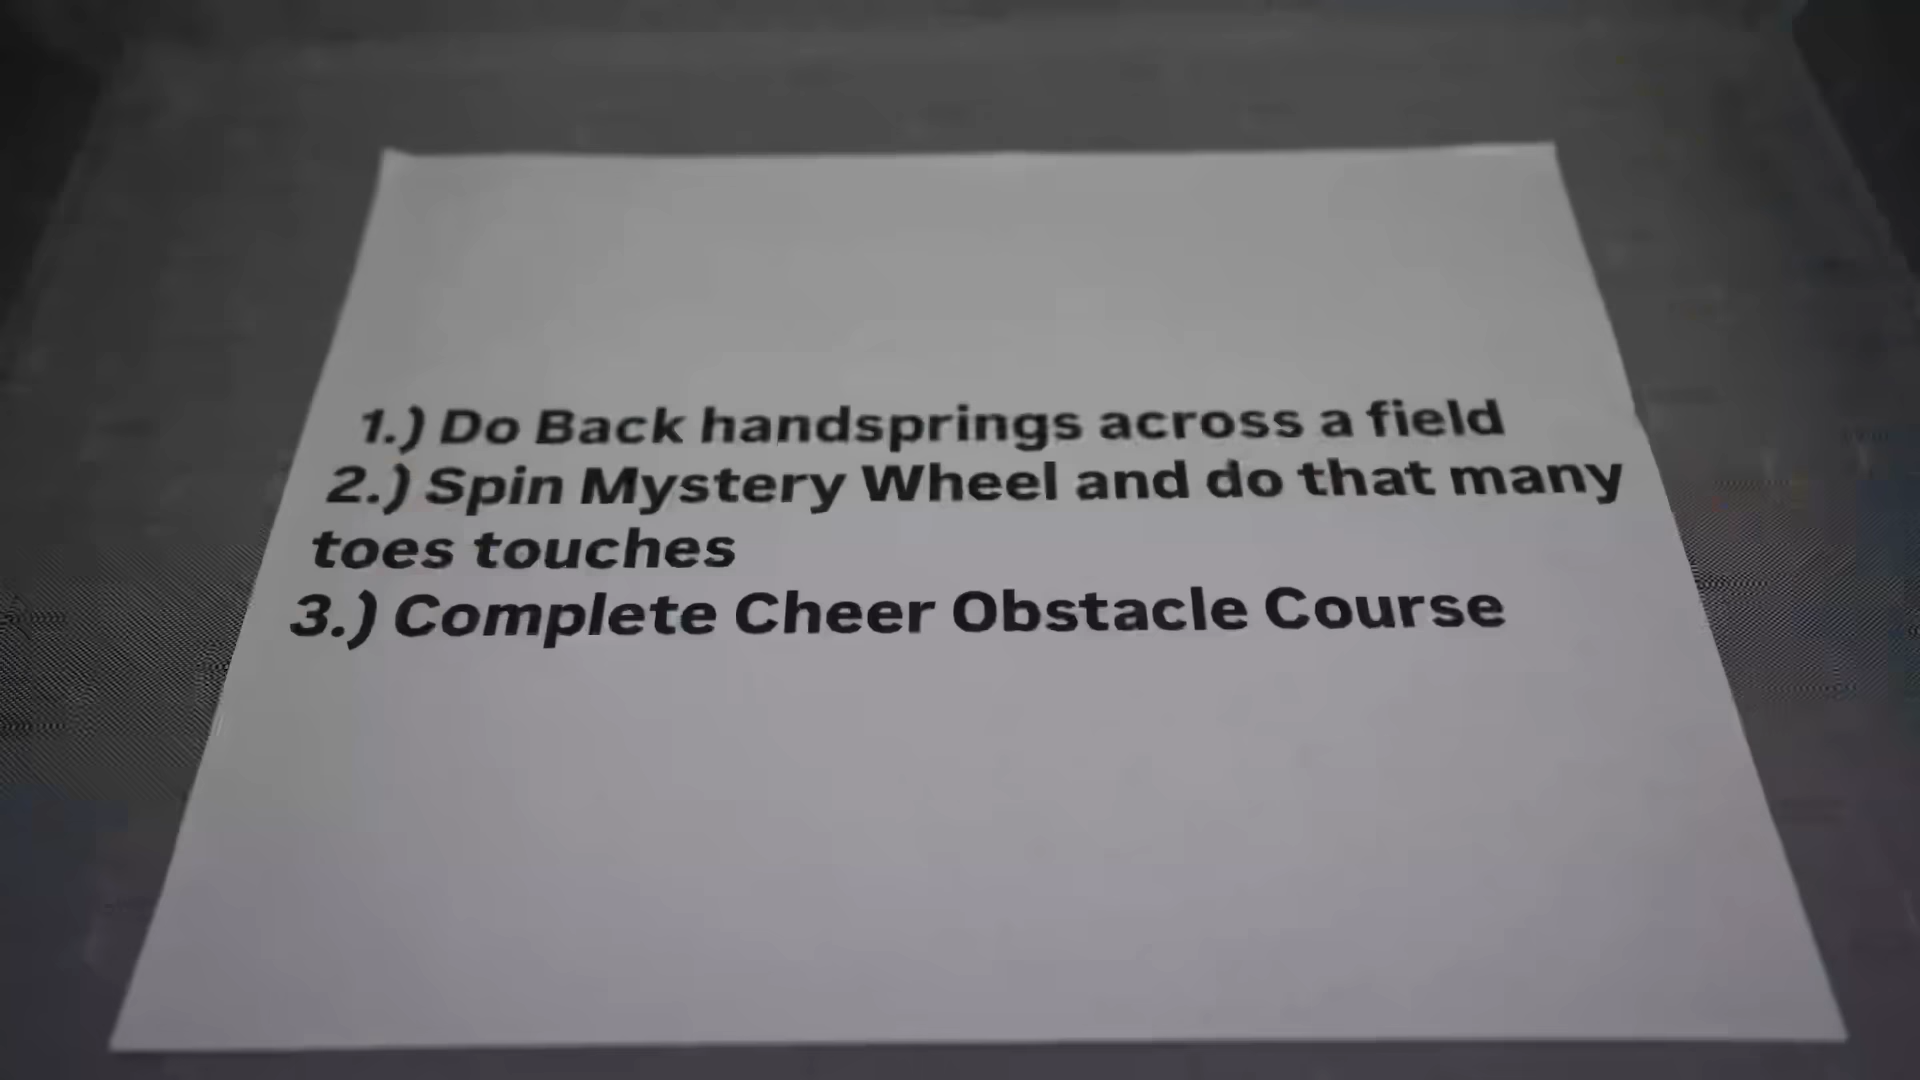 1.) Do Back handsprings across a field
2.) Spin Mystery Wheel and do that many
toes touches
3.) Complete Cheer Obstacle Course